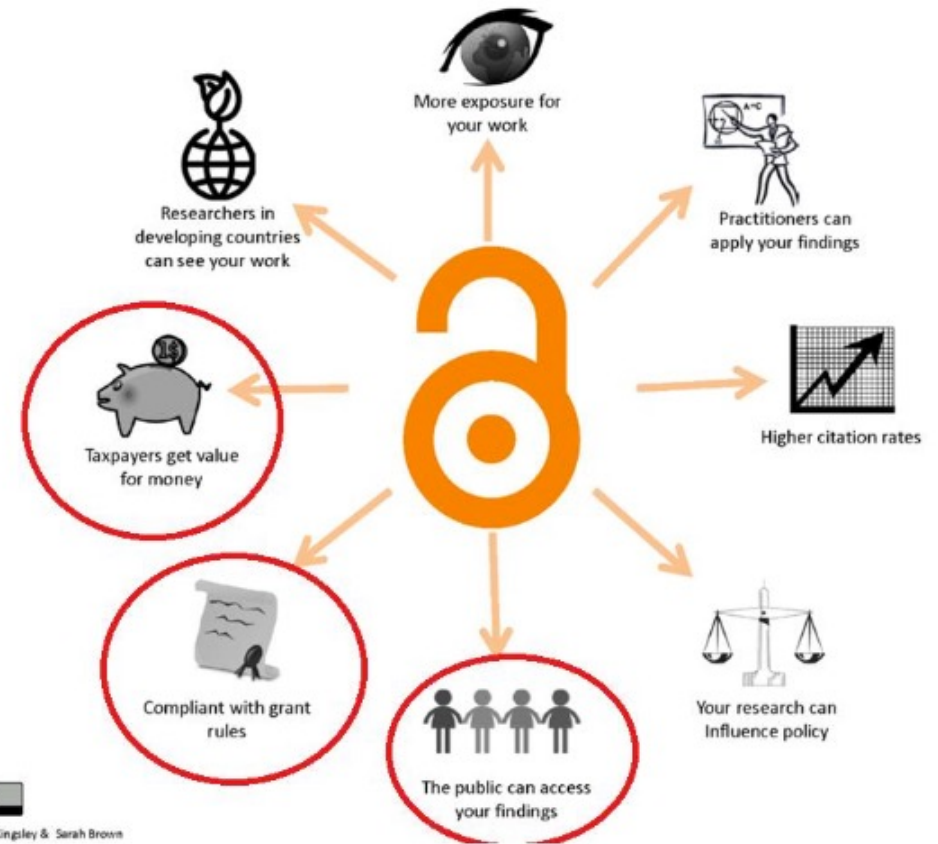 More exposure for
your work
Researchers in
developing countries
can see your work
Practitioners can
apply your findings
1$
A=C
Taxpayers get value
for money
Higher citation rates
Compliant with grant
rules
Your research can
Influence policy
The public can access
your findings
ingsley & Sarah Brown